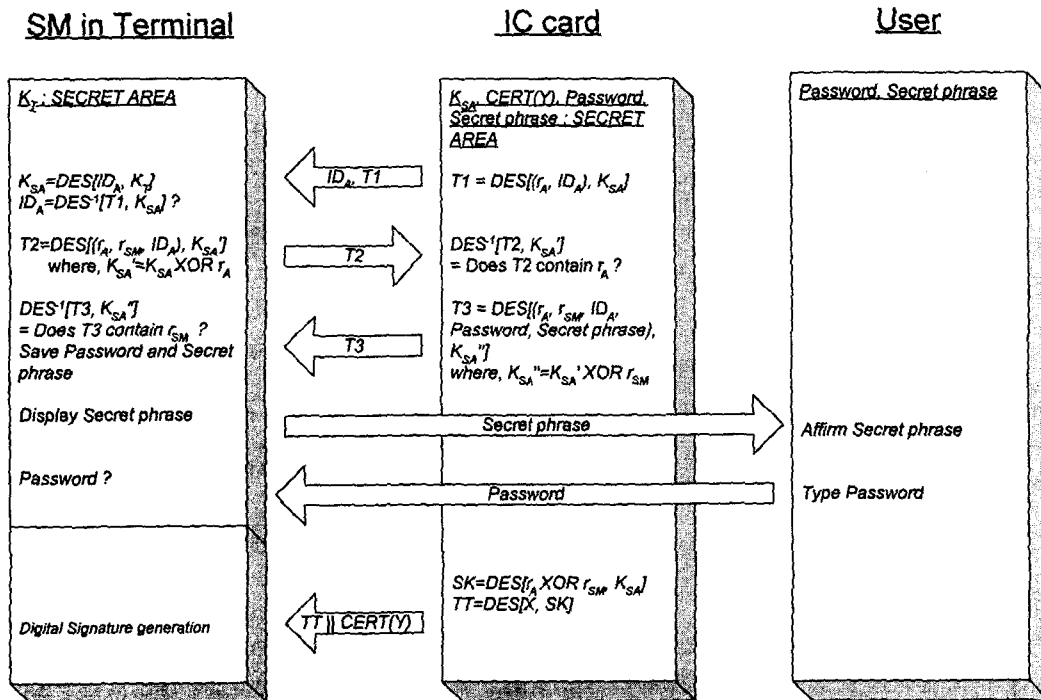 SM in Terminal
IC card
User
K_T : SECRET AREA
K_SA=DES[ID_A, K_T]
ID_A=DES⁻¹[T1, K_SA] ?
T2=DES[(r_A, r_SM, ID_A), K_SA']
where, K_SA'=K_SA XOR r_A
DES⁻¹[T3, K_SA"]
= Does T3 contain r_SM ?
Save Password and Secret
phrase
Display Secret phrase
Password ?
Digital Signature generation
ID_A, T1
T2
T3
Secret phrase
Password
TT || CERT(Y)
K_SA, CERT(Y), Password,
Secret phrase : SECRET
AREA
T1 = DES[(r_A, ID_A), K_SA]
DES⁻¹[T2, K_SA']
= Does T2 contain r_A ?
T3 = DES[(r_A, r_SM, ID_A,
Password, Secret phrase),
K_SA"]
where, K_SA"=K_SA' XOR r_SM
SK=DES[r_A XOR r_SM, K_SA]
TT=DES[X, SK]
Password, Secret phrase
Affirm Secret phrase
Type Password